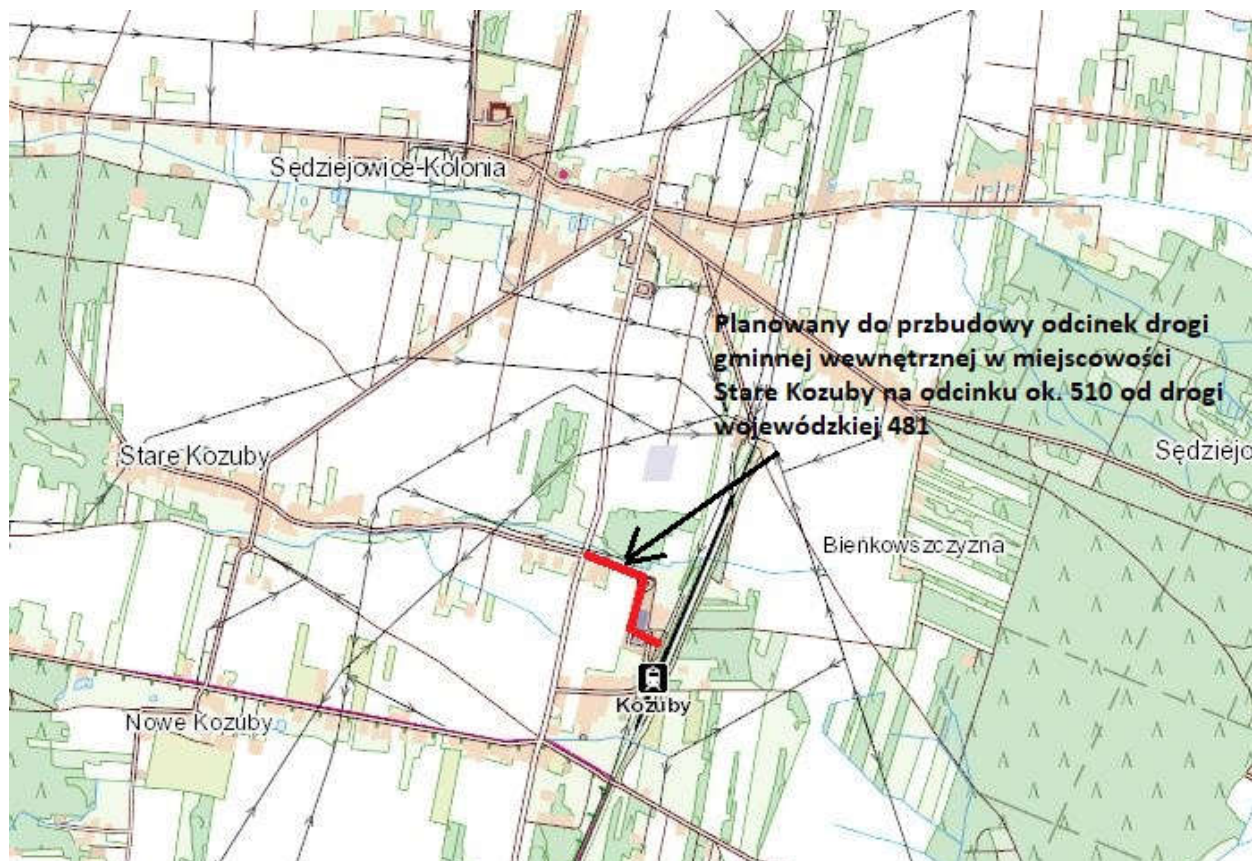 Sędziejowice-Kolonia
Planowany do przbudowy odcinek drogi
gminnej wewnętrznej w miejscowości
Stare Kozuby na odcinku ok. 510 od drogi
wojewódzkiej 481
Stare Kozuby
Sędziejo
Bieńkowszczyzna
Kozuby
Nowe Kozuby